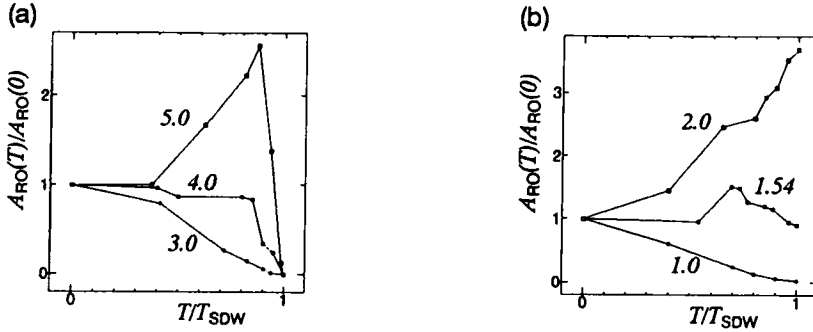 (a)
A_RO(T)/A_RO(0)
2
1
0
5.0
4.0
3.0
0
1
T/T_SDW
(b)
A_RO(T)/A_RO(0)
3
2
1
0
2.0
1.54
1.0
0
1
T/T_SDW